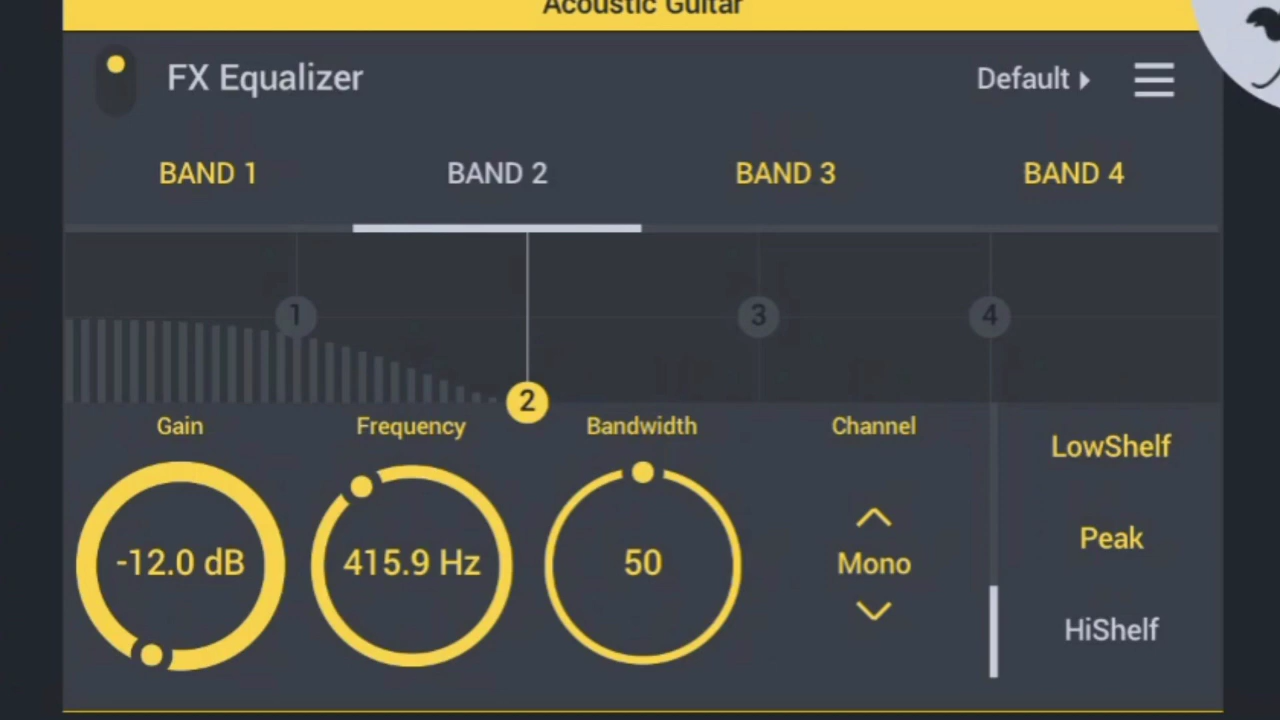 Acoustic Guitar
FX Equalizer
Default
BAND 1
BAND 2
BAND 3
BAND 4
1
3
4
2
Gain
Frequency
Bandwidth
Channel
LowShelf
-12.0 dB
415.9 Hz
50
Mono
Peak
HiShelf